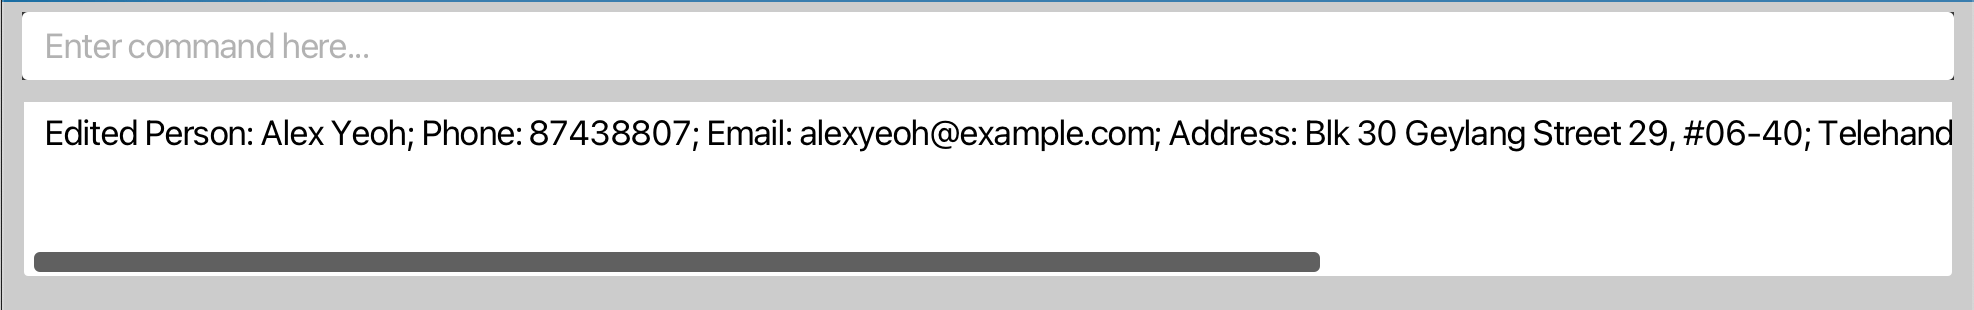 Enter command here...
Edited Person: Alex Yeoh; Phone: 87438807; Email: alexyeoh@example.com; Address: Blk 30 Geylang Street 29, #06-40; Telehand